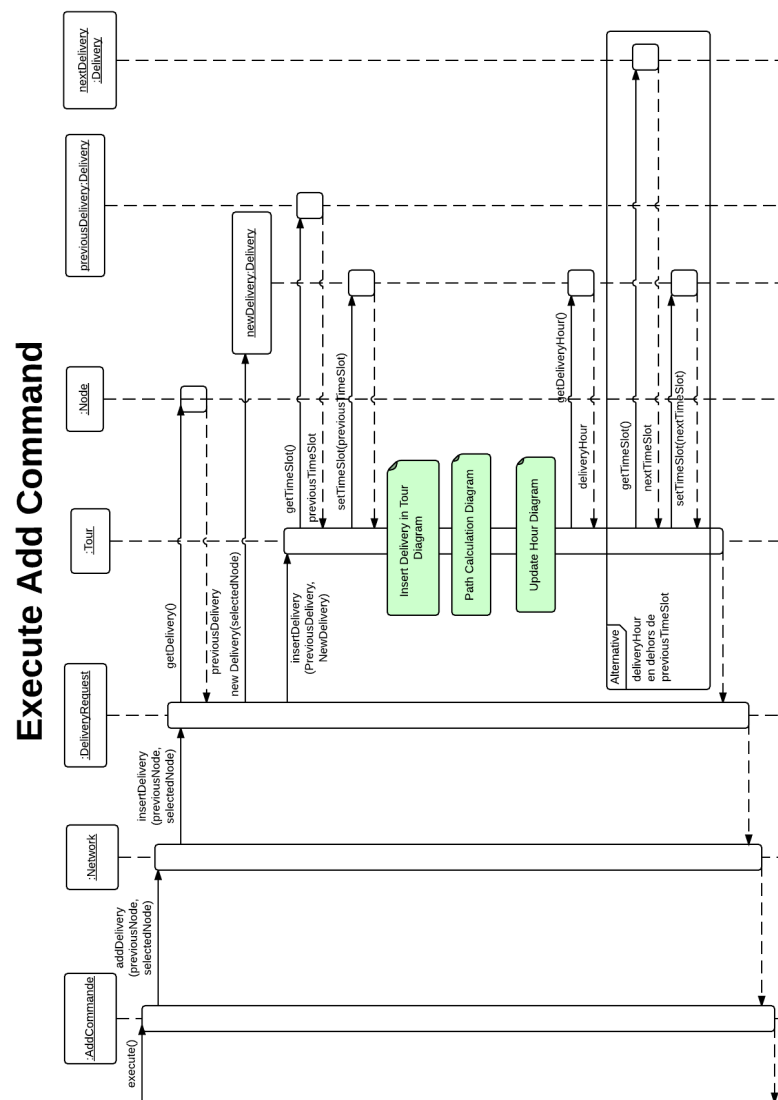 Execute Add Command
:AddCommande
:Network
:DeliveryRequest
:Tour
:Node
previousDelivery:Delivery
nextDelivery
:Delivery
execute()
addDelivery
(previousNode,
selectedNode)
insertDelivery
(previousNode,
selectedNode)
getDelivery()
previousDelivery
new Delivery(selectedNode)
newDelivery:Delivery
insertDelivery
(PreviousDelivery,
NewDelivery)
getTimeSlot()
previousTimeSlot
setTimeSlot(previousTimeSlot)
Insert Delivery in Tour
Diagram
Path Calculation Diagram
Update Hour Diagram
getDeliveryHour()
deliveryHour
Alternative
deliveryHour
en dehors de
previousTimeSlot
getTimeSlot()
nextTimeSlot
setTimeSlot(nextTimeSlot)